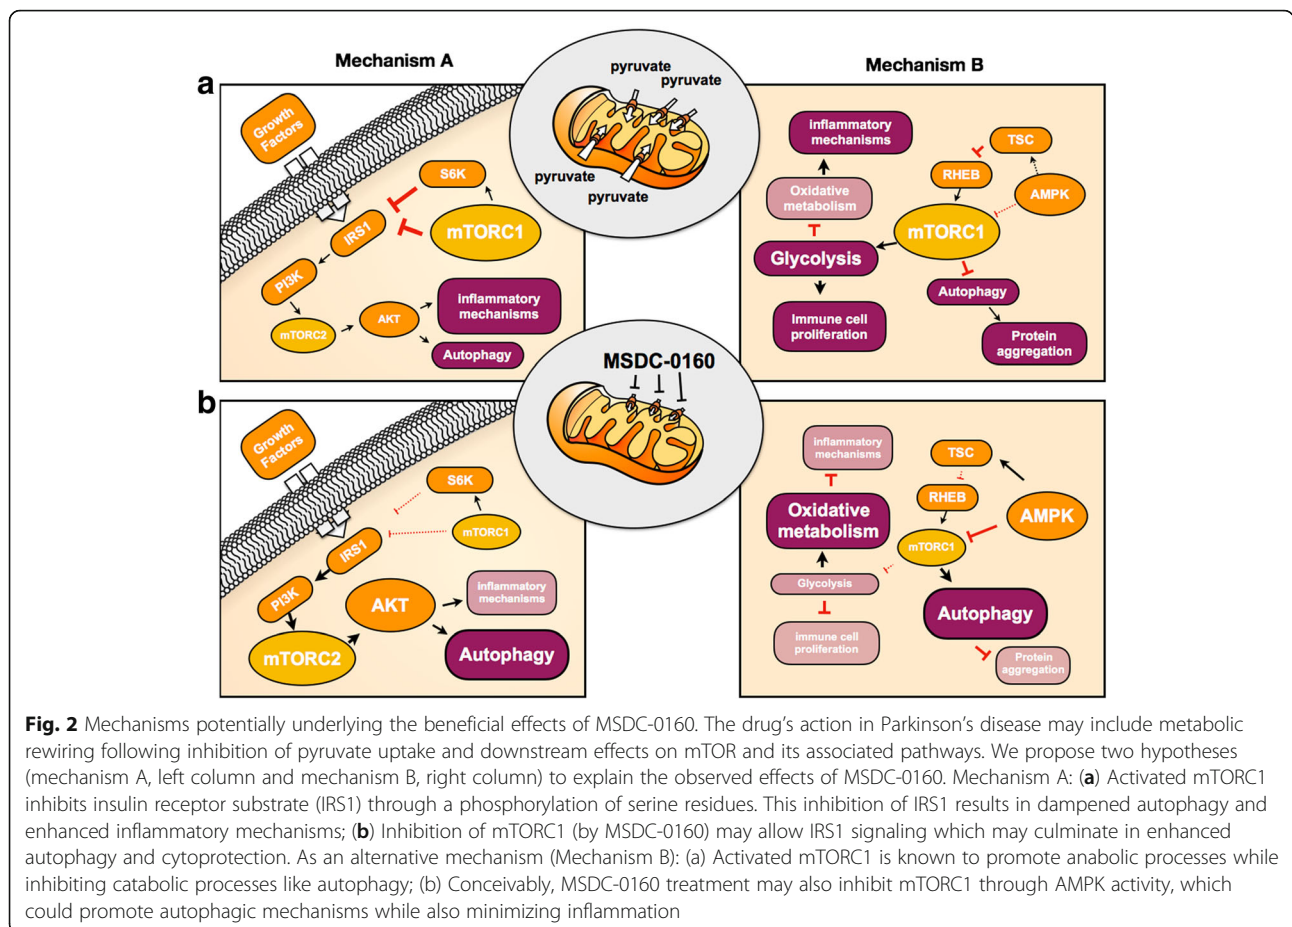 Mechanism A
Mechanism B
a
Growth
Factors
S6K
mTORC1
IRS1
PI3K
mTORC2
AKT
inflammatory
mechanisms
Autophagy
pyruvate
pyruvate
pyruvate
pyruvate
inflammatory
mechanisms
TSC
RHEB
AMPK
Oxidative
metabolism
mTORC1
Glycolysis
Autophagy
Immune cell
proliferation
Protein
aggregation
MSDC-0160
b
Growth
Factors
S6K
mTORC1
IRS1
PI3K
mTORC2
AKT
inflammatory
mechanisms
Autophagy
inflammatory
mechanisms
TSC
RHEB
AMPK
Oxidative
metabolism
mTORC1
Glycolysis
Autophagy
immune cell
proliferation
Protein
aggregation
Fig. 2 Mechanisms potentially underlying the beneficial effects of MSDC-0160. The drug's action in Parkinson's disease may include metabolic
rewiring following inhibition of pyruvate uptake and downstream effects on mTOR and its associated pathways. We propose two hypotheses
(mechanism A, left column and mechanism B, right column) to explain the observed effects of MSDC-0160. Mechanism A: (a) Activated mTORC1
inhibits insulin receptor substrate (IRS1) through a phosphorylation of serine residues. This inhibition of IRS1 results in dampened autophagy and
enhanced inflammatory mechanisms; (b) Inhibition of mTORC1 (by MSDC-0160) may allow IRS1 signaling which may culminate in enhanced
autophagy and cytoprotection. As an alternative mechanism (Mechanism B): (a) Activated mTORC1 is known to promote anabolic processes while
inhibiting catabolic processes like autophagy; (b) Conceivably, MSDC-0160 treatment may also inhibit mTORC1 through AMPK activity, which
could promote autophagic mechanisms while also minimizing inflammation